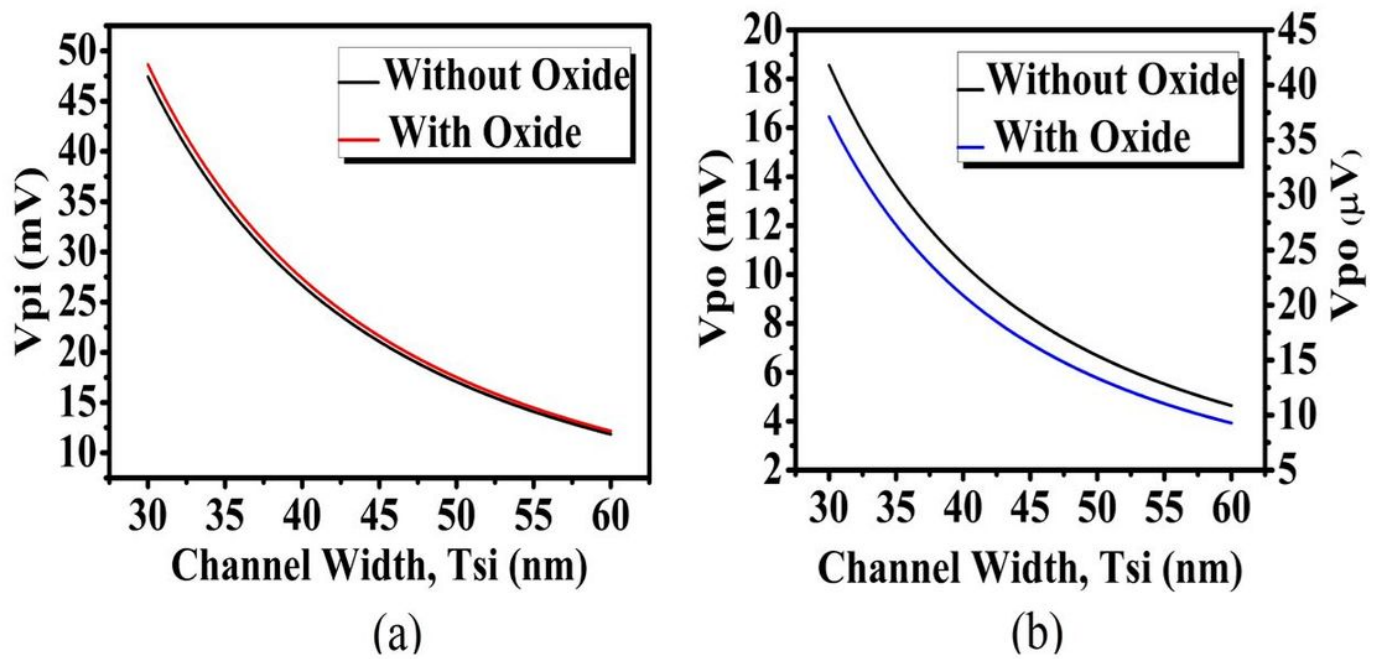 50
45
40
35
30
25
20
15
10
Vpi (mV)
Without Oxide
With Oxide
30 35 40 45 50 55 60
Channel Width, Tsi (nm)
(a)
20
18
16
14
12
10
8
6
4
2
Vpo (mV)
Without Oxide
With Oxide
45
40
35
30
25
20
15
10
5
Vpo (μV)
30 35 40 45 50 55 60
Channel Width, Tsi (nm)
(b)